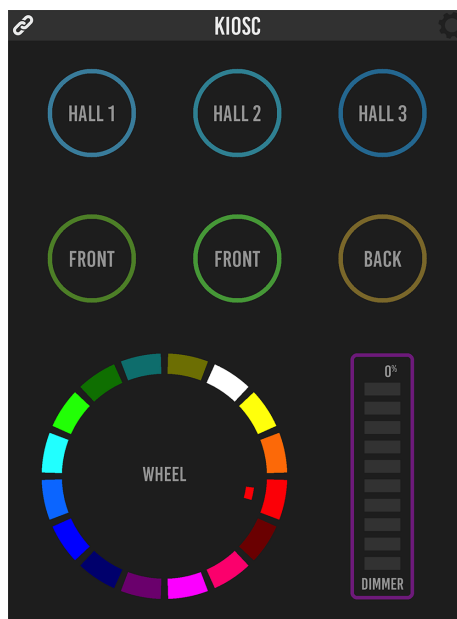 KIOSC
HALL 1
HALL 2
HALL 3
FRONT
FRONT
BACK
0%
WHEEL
DIMMER